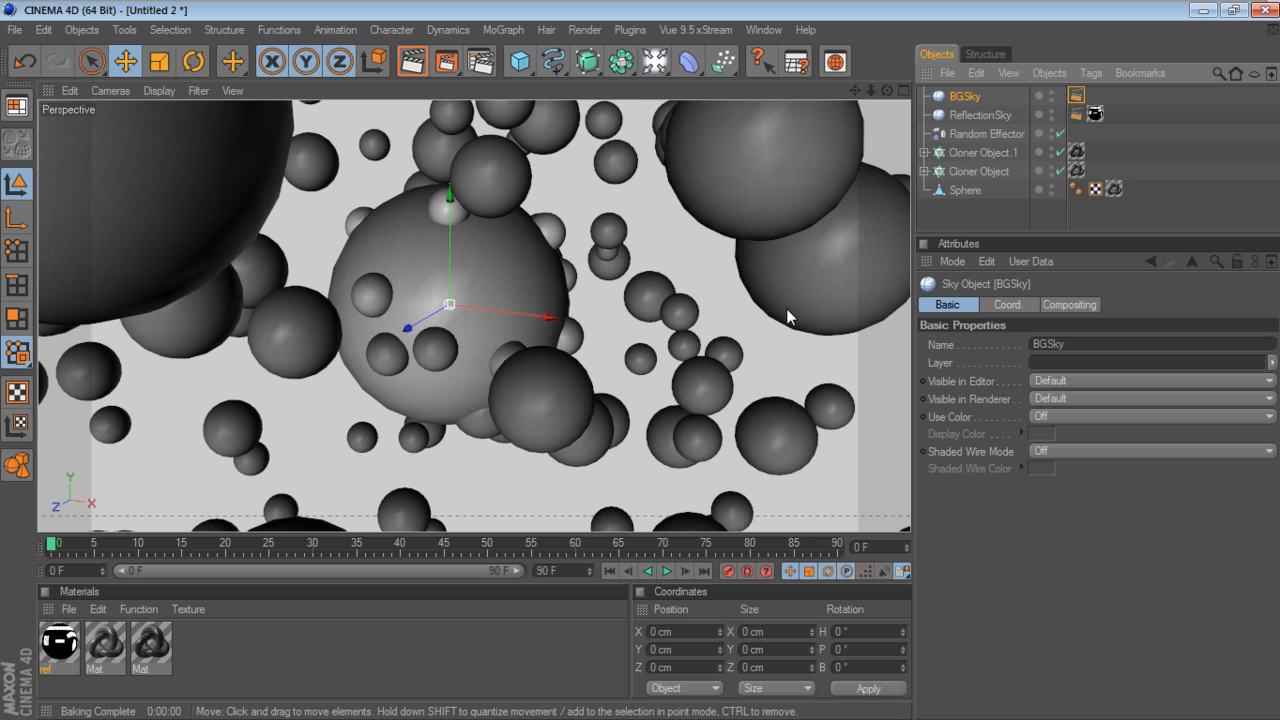 CINEMA 4D (64 Bit) - [Untitled 2 *]
File Edit Objects Tools Selection Structure Functions Animation Character Dynamics MoGraph Hair Render Plugins Vue 9.5 xStream Window Help
X Y Z
Objects Structure
File Edit View Objects Tags Bookmarks
Edit Cameras Display Filter View
Perspective
BGSky
ReflectionSky
Random Effector
Cloner Object.1
Cloner Object
Sphere
Attributes
Mode Edit User Data
Sky Object [BGSky]
Basic Coord. Compositing
Basic Properties
Name . . . . . . . . . . . BGSky
Layer . . . . . . . . . . .
Visible in Editor . . Default
Visible in Renderer . . Default
Use Color . . . . . Off
Display Color . . . .
Shaded Wire Mode Off
Shaded Wire Color
Y
Z X
0 5 10 15 20 25 30 35 40 45 50 55 60 65 70 75 80 85 90 0 F
0 F 0 F 90 F 90 F
P
Materials
File Edit Function Texture
ref Mat Mat
Coordinates
Position Size Rotation
X 0 cm X 0 cm H 0 °
Y 0 cm Y 0 cm P 0 °
Z 0 cm Z 0 cm B 0 °
Object Size Apply
MAXON
CINEMA 4D
Baking Complete 0:00:00 Move: Click and drag to move elements. Hold down SHIFT to quantize movement / add to the selection in point mode, CTRL to remove.